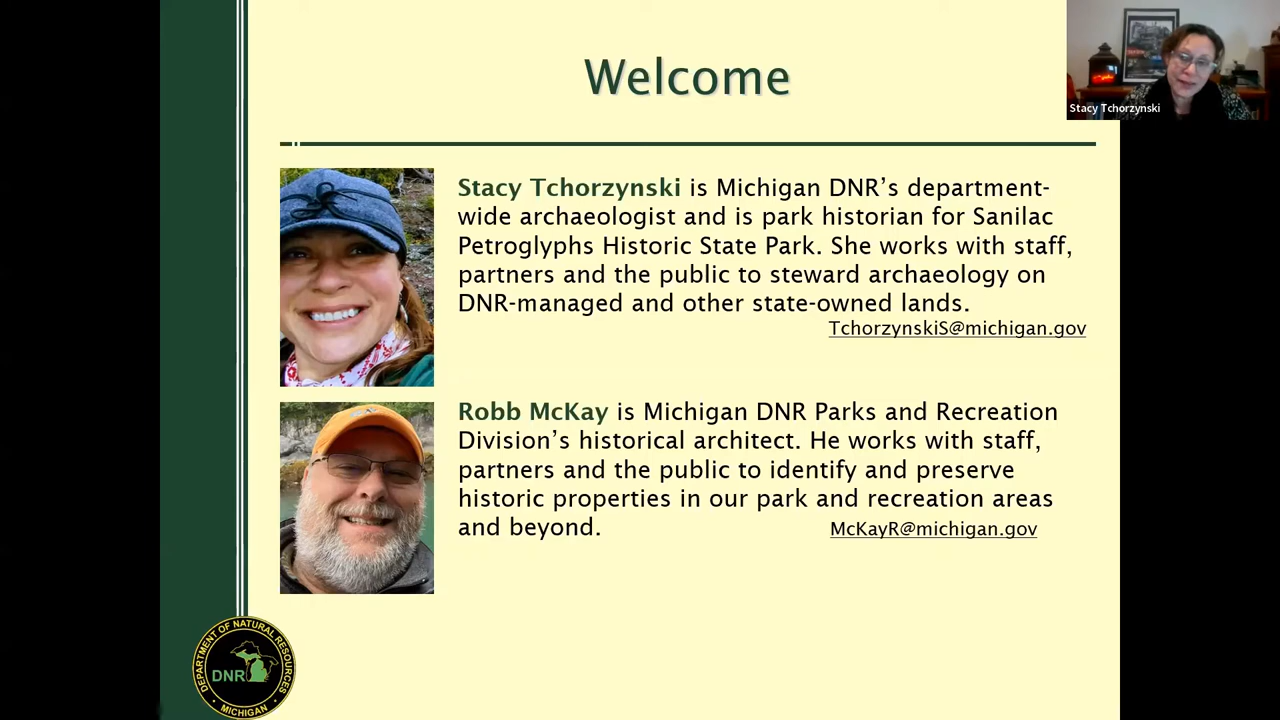 Welcome
Stacy Tchorzynski
Stacy Tchorzynski is Michigan DNR’s department-
wide archaeologist and is park historian for Sanilac
Petroglyphs Historic State Park. She works with staff,
partners and the public to steward archaeology on
DNR-managed and other state-owned lands.
TchorzynskiS@michigan.gov
Robb McKay is Michigan DNR Parks and Recreation
Division’s historical architect. He works with staff,
partners and the public to identify and preserve
historic properties in our park and recreation areas
and beyond.
McKayR@michigan.gov
DEPARTMENT OF NATURAL RESOURCES
DNR
MICHIGAN